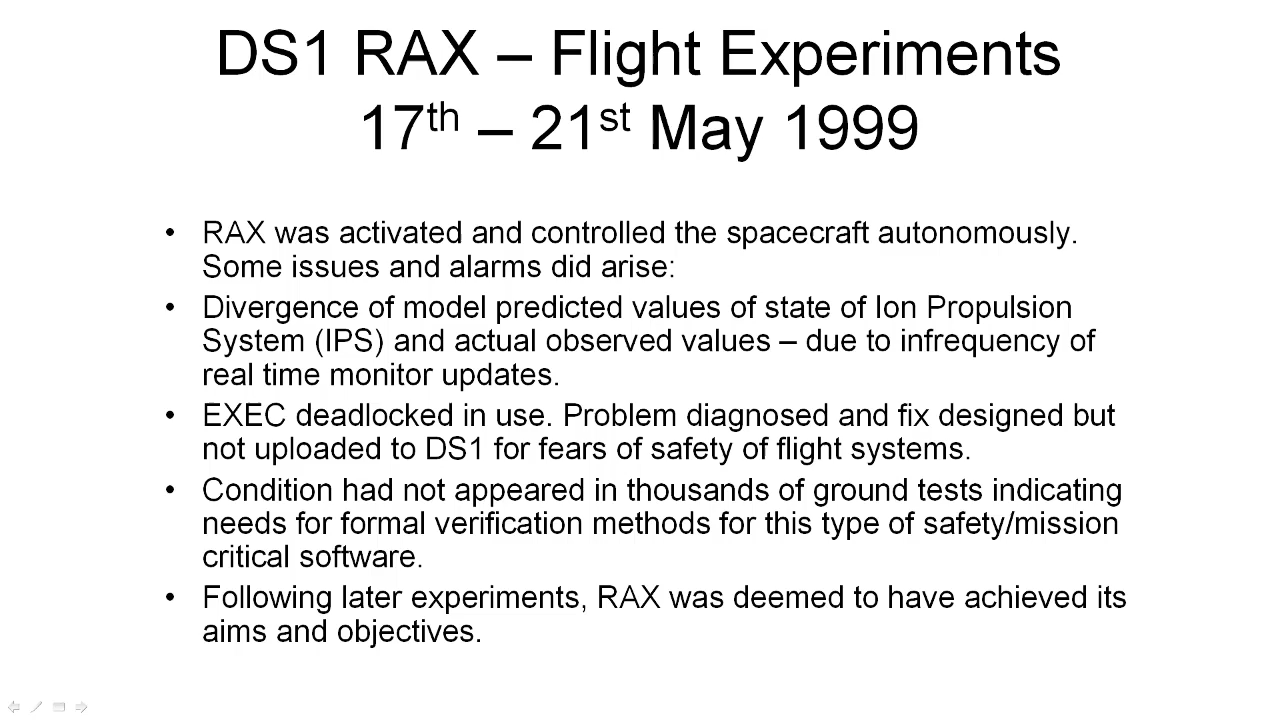 DS1 RAX – Flight Experiments
17th – 21st May 1999
• RAX was activated and controlled the spacecraft autonomously.
Some issues and alarms did arise:
• Divergence of model predicted values of state of Ion Propulsion
System (IPS) and actual observed values – due to infrequency of
real time monitor updates.
• EXEC deadlocked in use. Problem diagnosed and fix designed but
not uploaded to DS1 for fears of safety of flight systems.
• Condition had not appeared in thousands of ground tests indicating
needs for formal verification methods for this type of safety/mission
critical software.
• Following later experiments, RAX was deemed to have achieved its
aims and objectives.